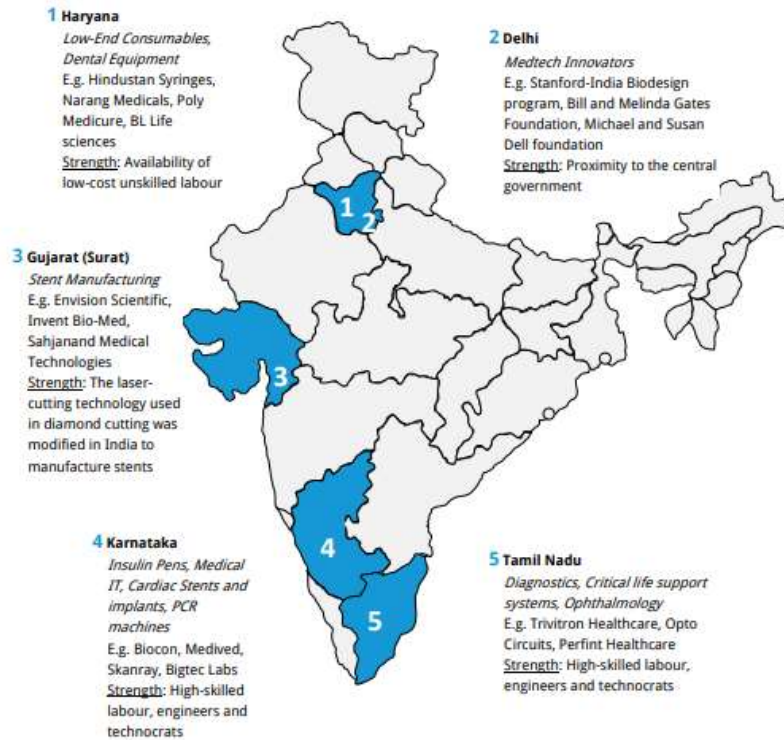 1 Haryana
Low-End Consumables,
Dental Equipment
E.g. Hindustan Syringes,
Narang Medicals, Poly
Medicure, BL Life
sciences
Strength: Availability of
low-cost unskilled labour
2 Delhi
Medtech Innovators
E.g. Stanford-India Biodesign
program, Bill and Melinda Gates
Foundation, Michael and Susan
Dell foundation
Strength: Proximity to the central
government
1
2
3 Gujarat (Surat)
Stent Manufacturing
E.g. Envision Scientific,
Invent Bio-Med,
Sahjanand Medical
Technologies
Strength: The laser-
cutting technology used
in diamond cutting was
modified in India to
manufacture stents
3
4 Karnataka
Insulin Pens, Medical
IT, Cardiac Stents and
implants, PCR
machines
E.g. Biocon, Medived,
Skanray, Bigtec Labs
Strength: High-skilled
labour, engineers and
technocrats
4
5
5 Tamil Nadu
Diagnostics, Critical life support
systems, Ophthalmology
E.g. Trivitron Healthcare, Opto
Circuits, Perfint Healthcare
Strength: High-skilled labour,
engineers and technocrats